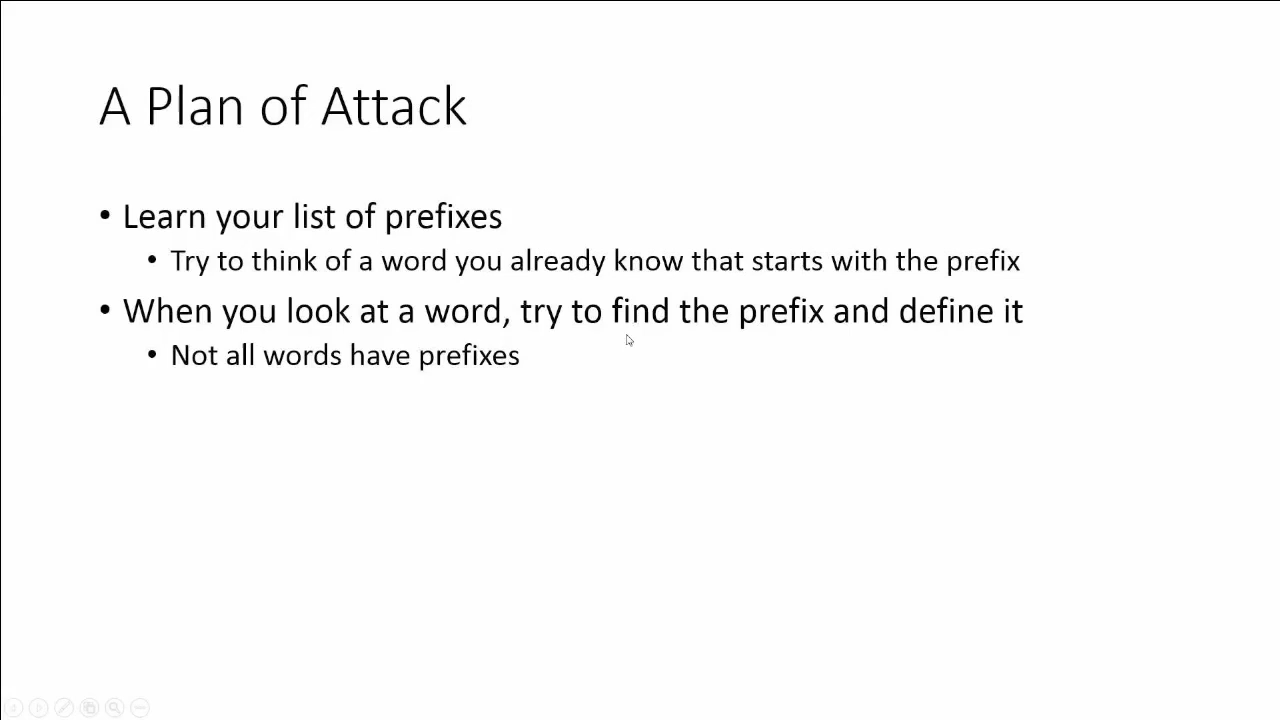 A Plan of Attack
• Learn your list of prefixes
• Try to think of a word you already know that starts with the prefix
• When you look at a word, try to find the prefix and define it
• Not all words have prefixes